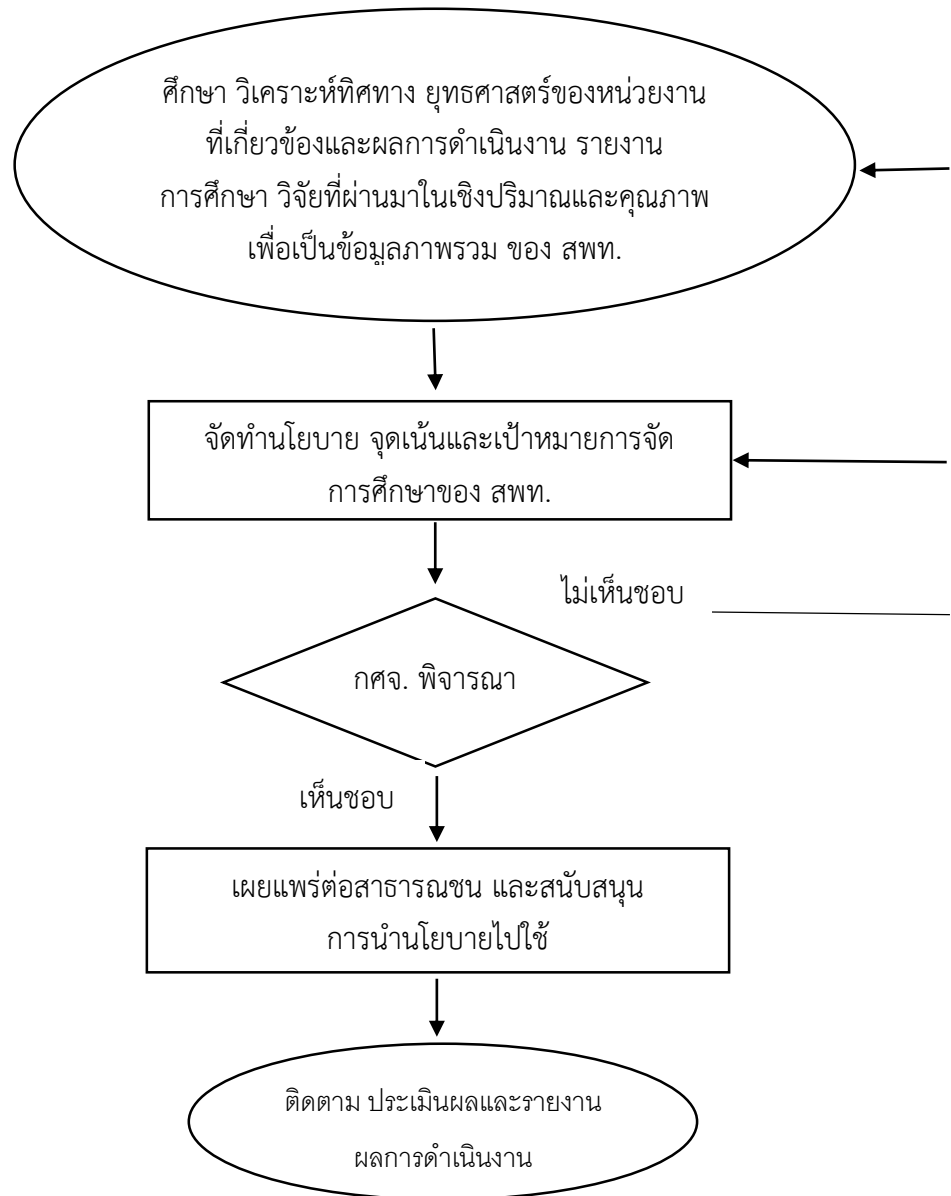 ศึกษา วิเคราะห์ทิศทาง ยุทธศาสตร์ของหน่วยงาน
ที่เกี่ยวข้องและผลการดำเนินงาน รายงาน
การศึกษา วิจัยที่ผ่านมาในเชิงปริมาณและคุณภาพ
เพื่อเป็นข้อมูลภาพรวม ของ สพท.
จัดทำนโยบาย จุดเน้นและเป้าหมายการจัด
การศึกษาของ สพท.
ไม่เห็นชอบ
กศจ. พิจารณา
เห็นชอบ
เผยแพร่ต่อสาธารณชน และสนับสนุน
การนำนโยบายไปใช้
ติดตาม ประเมินผลและรายงาน
ผลการดำเนินงาน